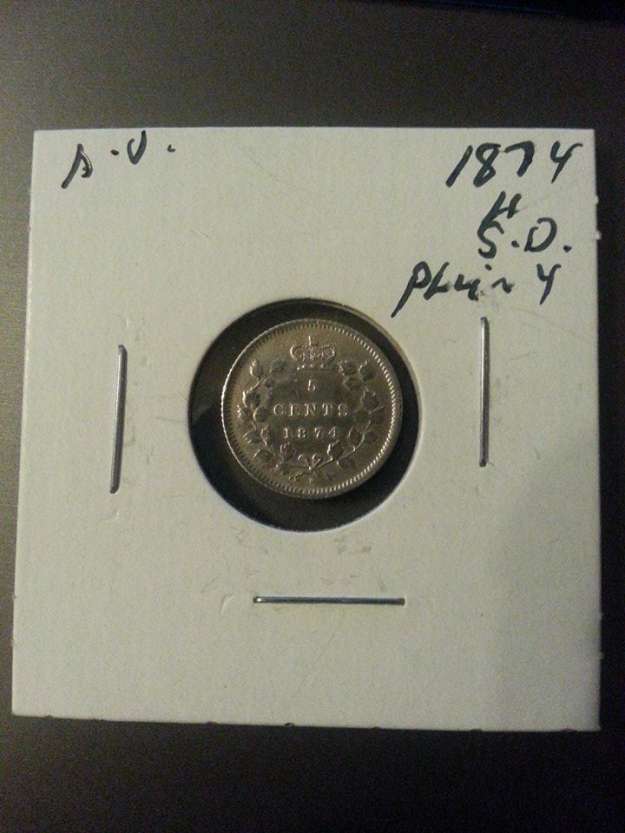 A.U.
1874
H
S.D.
PLain 4
5
CENTS
1874